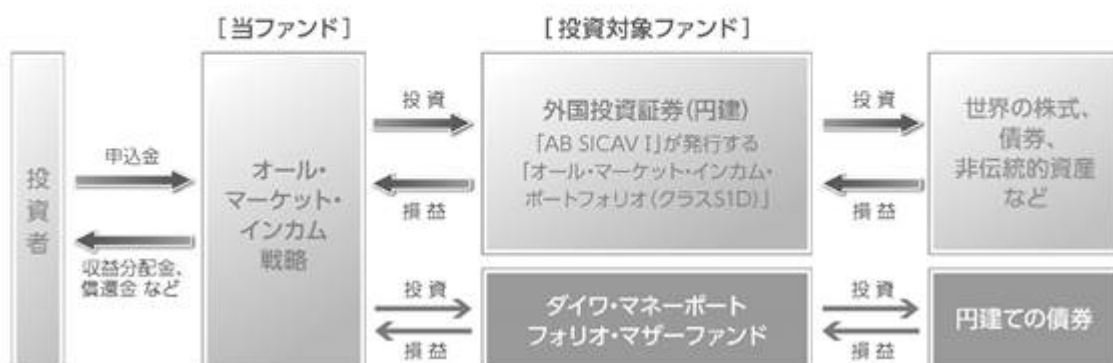 [当ファンド]
[投資対象ファンド]
投資者
申込金
収益分配金、
償還金 など
オール・
マーケット・
インカム
戦略
投資
損益
外国投資証券(円建)
「AB SICAV I」が発行する
「オール・マーケット・インカム・
ポートフォリオ(クラスS1D)」
投資
損益
世界の株式、
債券、
非伝統的資産
など
投資
損益
ダイワ・マネーポート
フォリオ・マザーファンド
投資
損益
円建ての債券